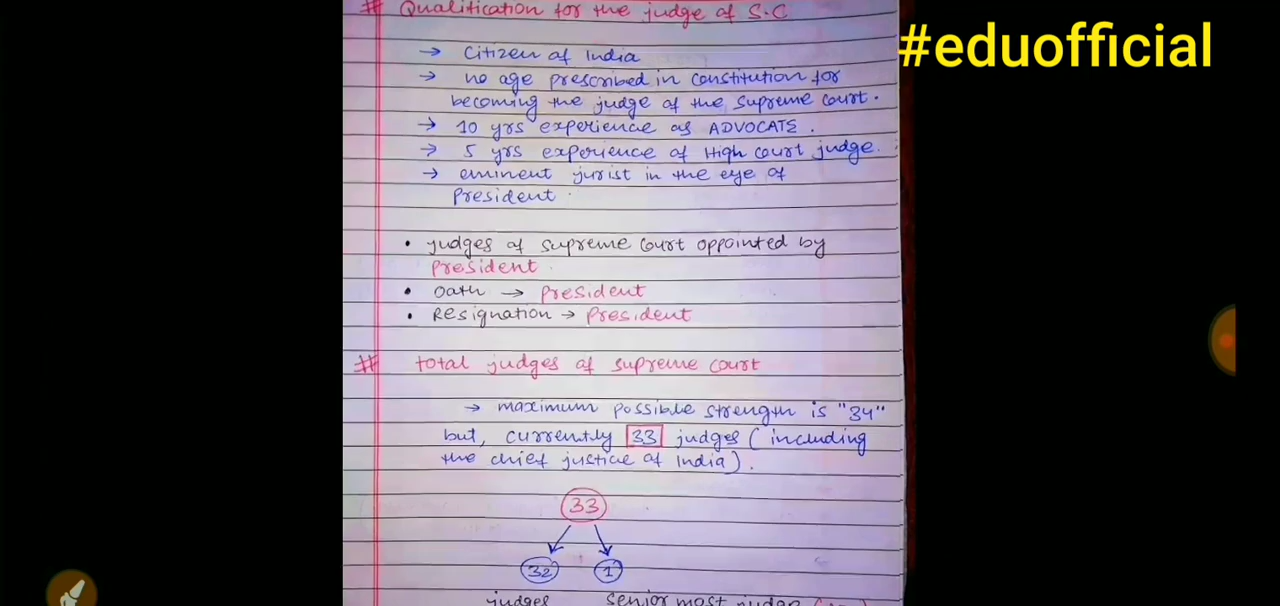 # Qualification for the judge of S.C
#eduofficial
→ Citizen of India
→ no age prescribed in constitution for
becoming the judge of the supreme court.
→ 10 yrs experience as ADVOCATE.
→ 5 yrs experience of High court judge.
→ eminent jurist in the eye of
President.
• judges of supreme court oppointed by
President.
• Oath → President
• Resignation → President
# total judges of supreme court
→ maximum possible strength is "34"
but, currently 33 judges (including
the chief justice of India).
33
32 1
judges senior most judge